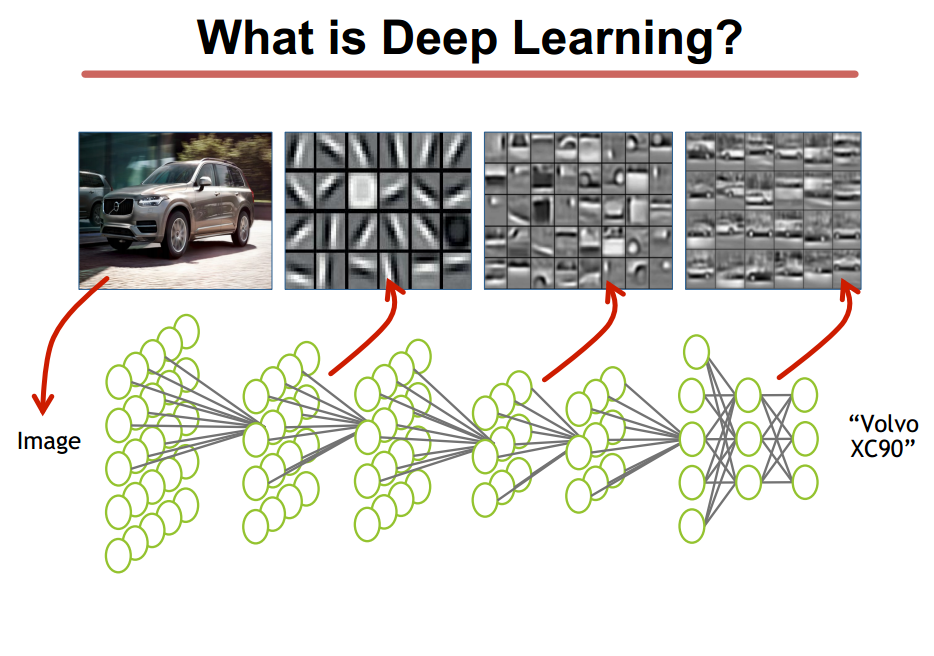 What is Deep Learning?
Image
“Volvo
XC90”